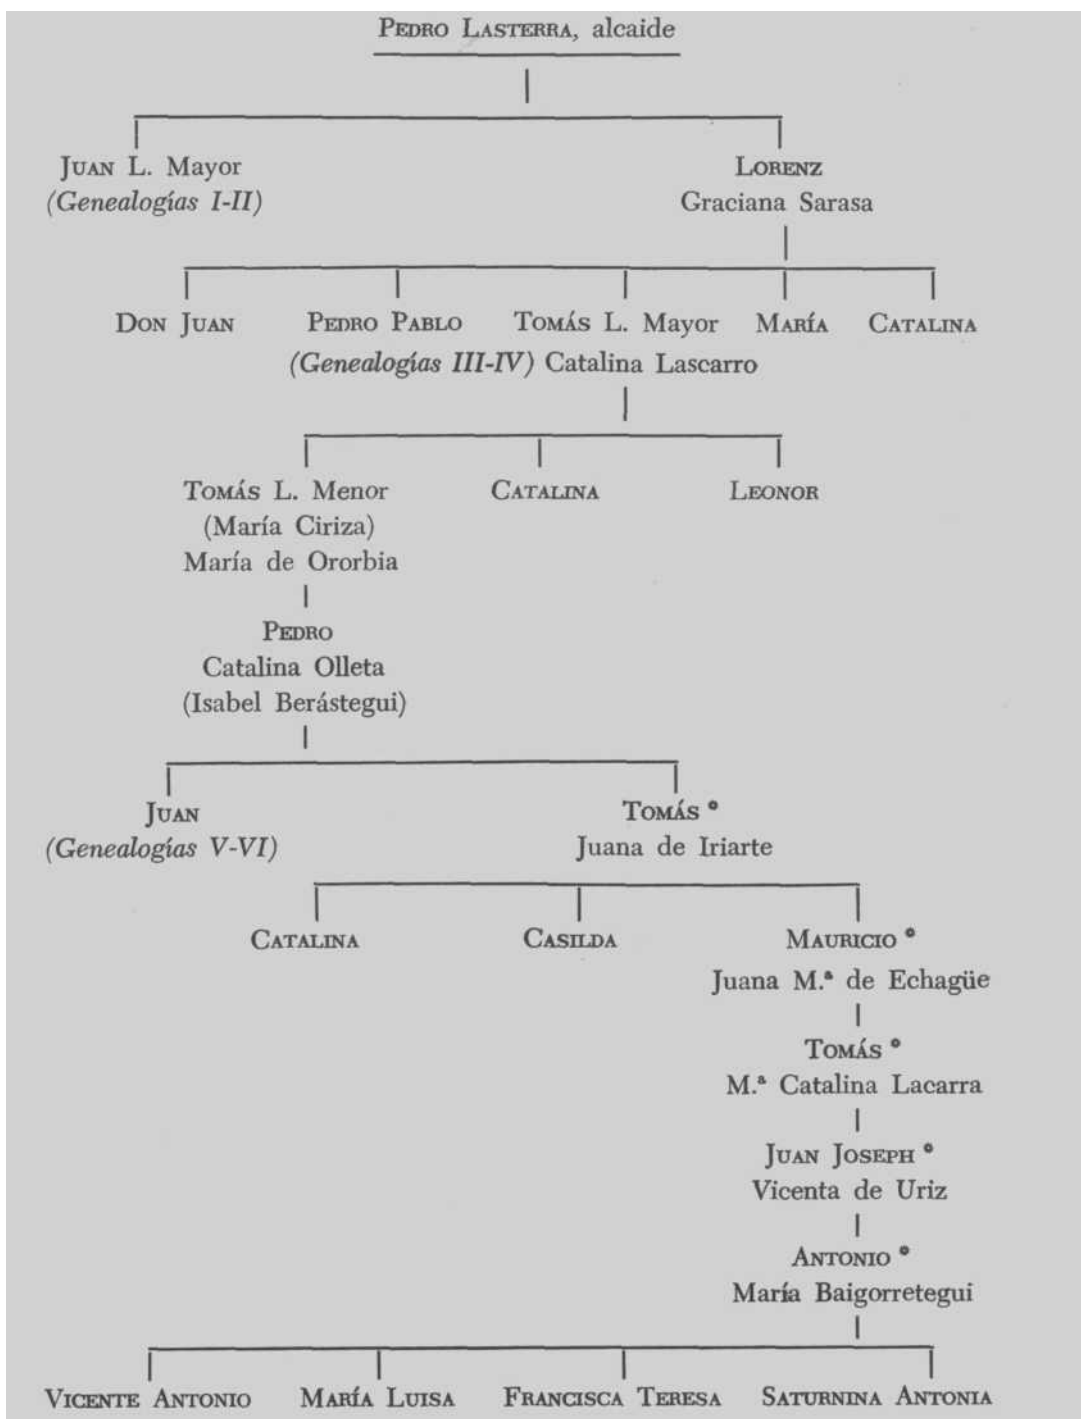 PEDRO LASTERRA, alcaide
JUAN L. Mayor LORENZ
(Genealogías I-II) Graciana Sarasa
DON JUAN PEDRO PABLO TOMÁS L. Mayor MARÍA CATALINA
(Genealogías III-IV) Catalina Lascarro
TOMÁS L. Menor CATALINA LEONOR
(María Ciriza)
María de Ororbia
PEDRO
Catalina Olleta
(Isabel Berástegui)
JUAN TOMÁS *
(Genealogías V-VI) Juana de Iriarte
CATALINA CASILDA MAURICIO *
Juana M.ª de Echagüe
TOMÁS *
M.ª Catalina Lacarra
JUAN JOSEPH *
Vicenta de Uriz
ANTONIO *
María Baigorretegui
VICENTE ANTONIO MARÍA LUISA FRANCISCA TERESA SATURNINA ANTONIA